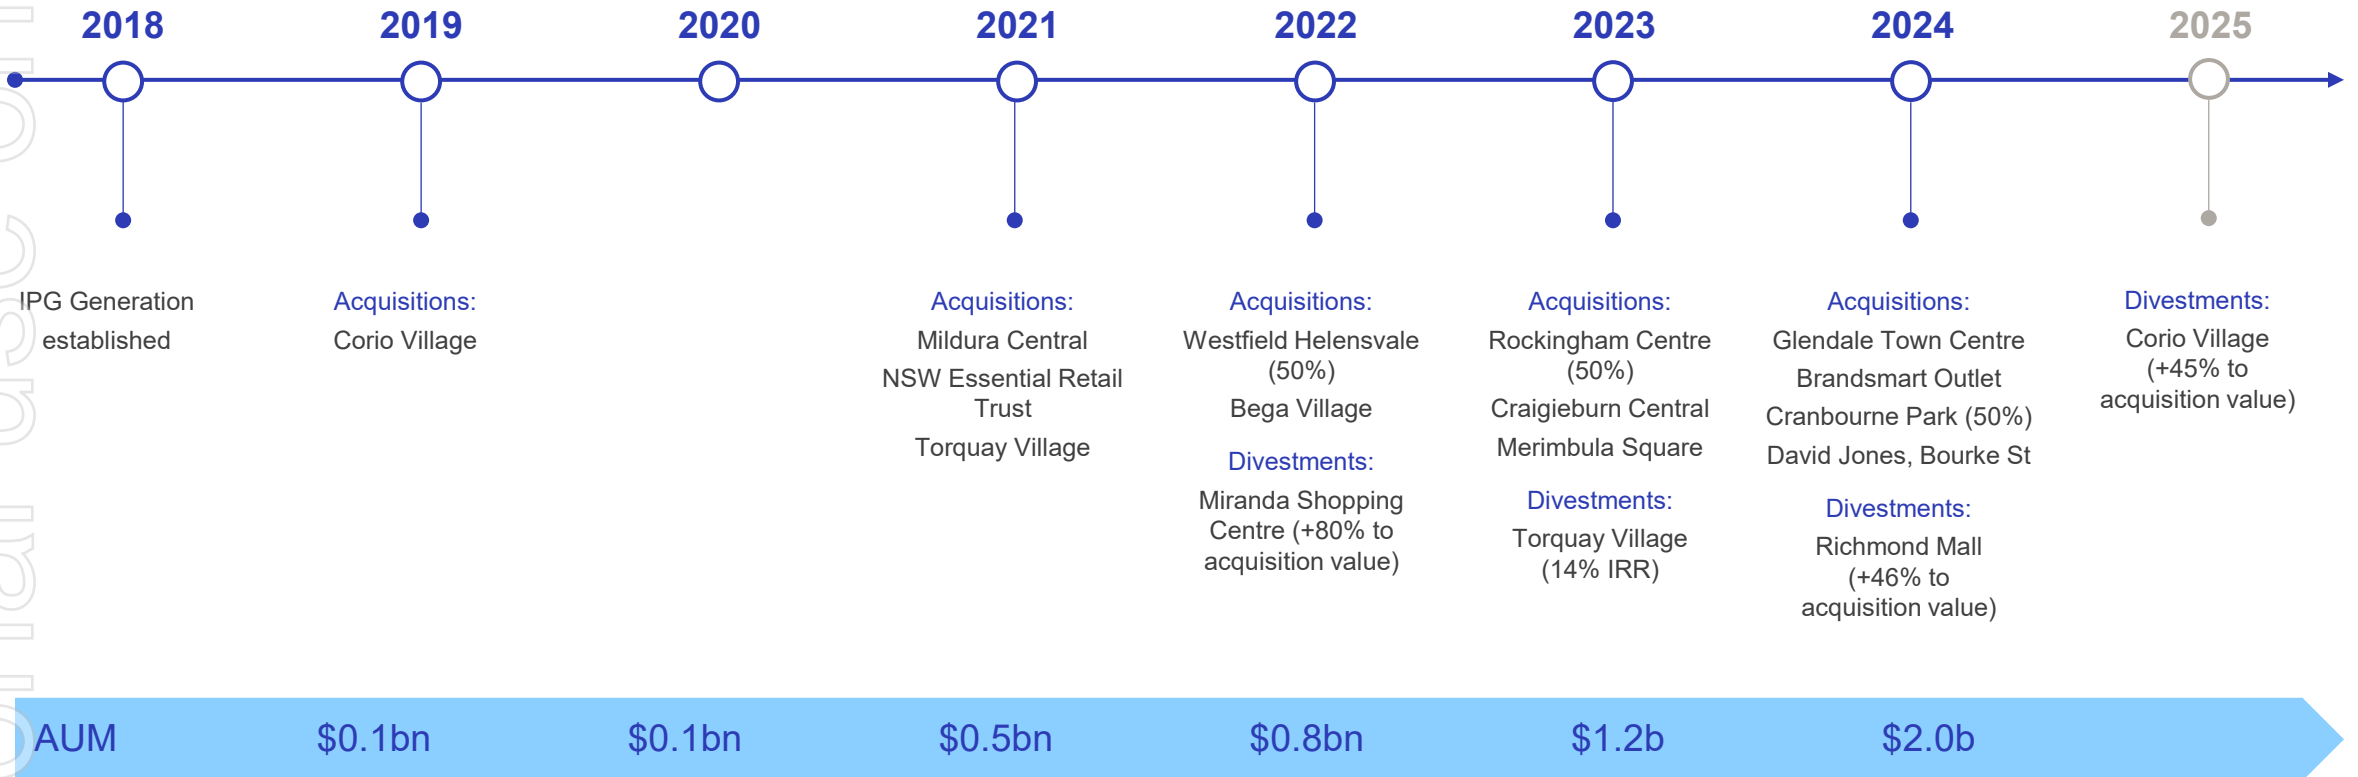 2018
2019
2020
2021
2022
2023
2024
2025
IPG Generation
established
Acquisitions:
Corio Village
Acquisitions:
Mildura Central
NSW Essential Retail
Trust
Torquay Village
Acquisitions:
Westfield Helensvale
(50%)
Bega Village
Divestments:
Miranda Shopping
Centre (+80% to
acquisition value)
Acquisitions:
Rockingham Centre
(50%)
Craigieburn Central
Merimbula Square
Divestments:
Torquay Village
(14% IRR)
Acquisitions:
Glendale Town Centre
Brandsmart Outlet
Cranbourne Park (50%)
David Jones, Bourke St
Divestments:
Richmond Mall
(+46% to
acquisition value)
Divestments:
Corio Village
(+45% to
acquisition value)
AUM
$0.1bn
$0.1bn
$0.5bn
$0.8bn
$1.2b
$2.0b